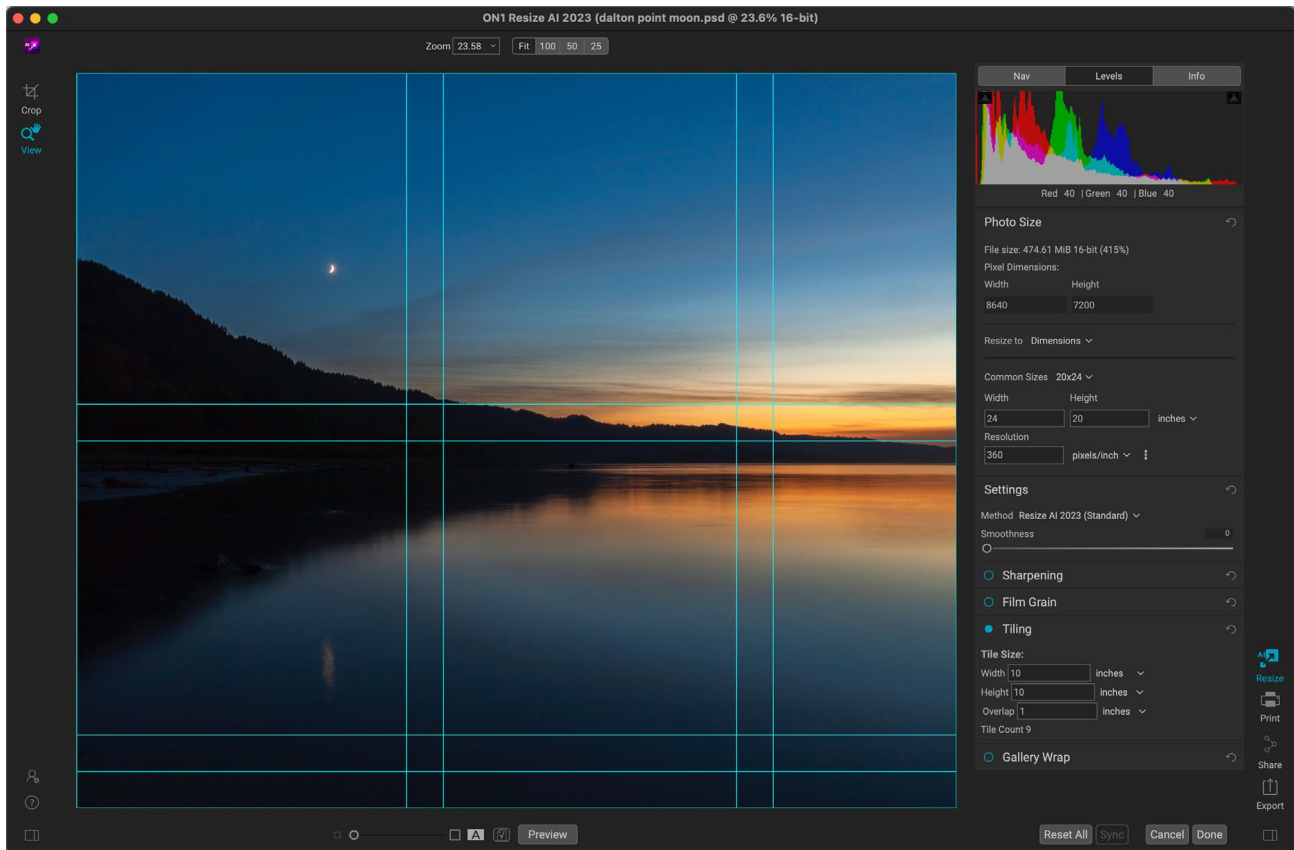 ON1 Resize AI 2023 (dalton point moon.psd @ 23.6% 16-bit)
AI
Zoom 23.58 Fit 100 50 25
Crop
View
Nav Levels Info
Red 40 | Green 40 | Blue 40
Photo Size
File size: 474.61 MiB 16-bit (415%)
Pixel Dimensions:
Width Height
8640 7200
Resize to Dimensions
Common Sizes 20x24
Width Height
24 20 inches
Resolution
360 pixels/inch
Settings
Method Resize AI 2023 (Standard)
Smoothness 0
Sharpening
Film Grain
Tiling
Tile Size:
Width 10 inches
Height 10 inches
Overlap 1 inches
Tile Count 9
Gallery Wrap
AI
Resize
Print
Share
Export
?
A Preview
Reset All Sync Cancel Done